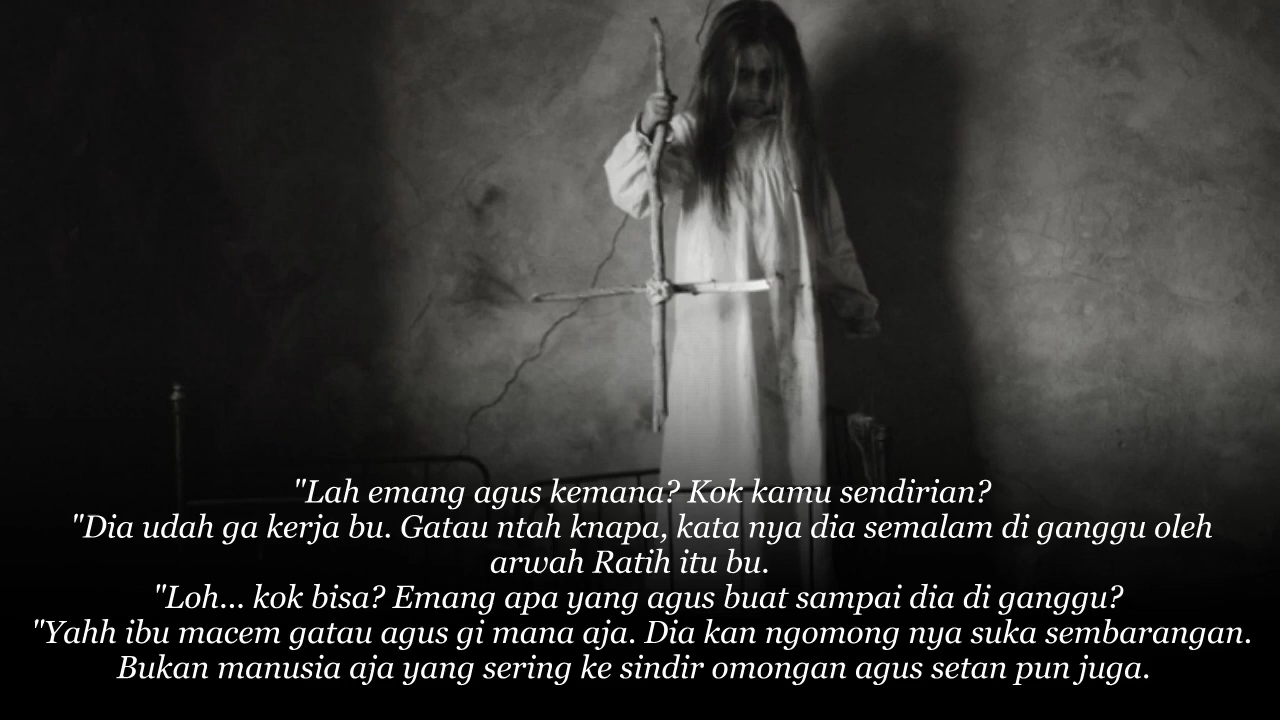 "Lah emang agus kemana? Kok kamu sendirian?
"Dia udah ga kerja bu. Gatau ntah knapa, kata nya dia semalam di ganggu oleh
arwah Ratih itu bu.
"Loh... kok bisa? Emang apa yang agus buat sampai dia di ganggu?
"Yahh ibu macem gatau agus gi mana aja. Dia kan ngomong nya suka sembarangan.
Bukan manusia aja yang sering ke sindir omongan agus setan pun juga.